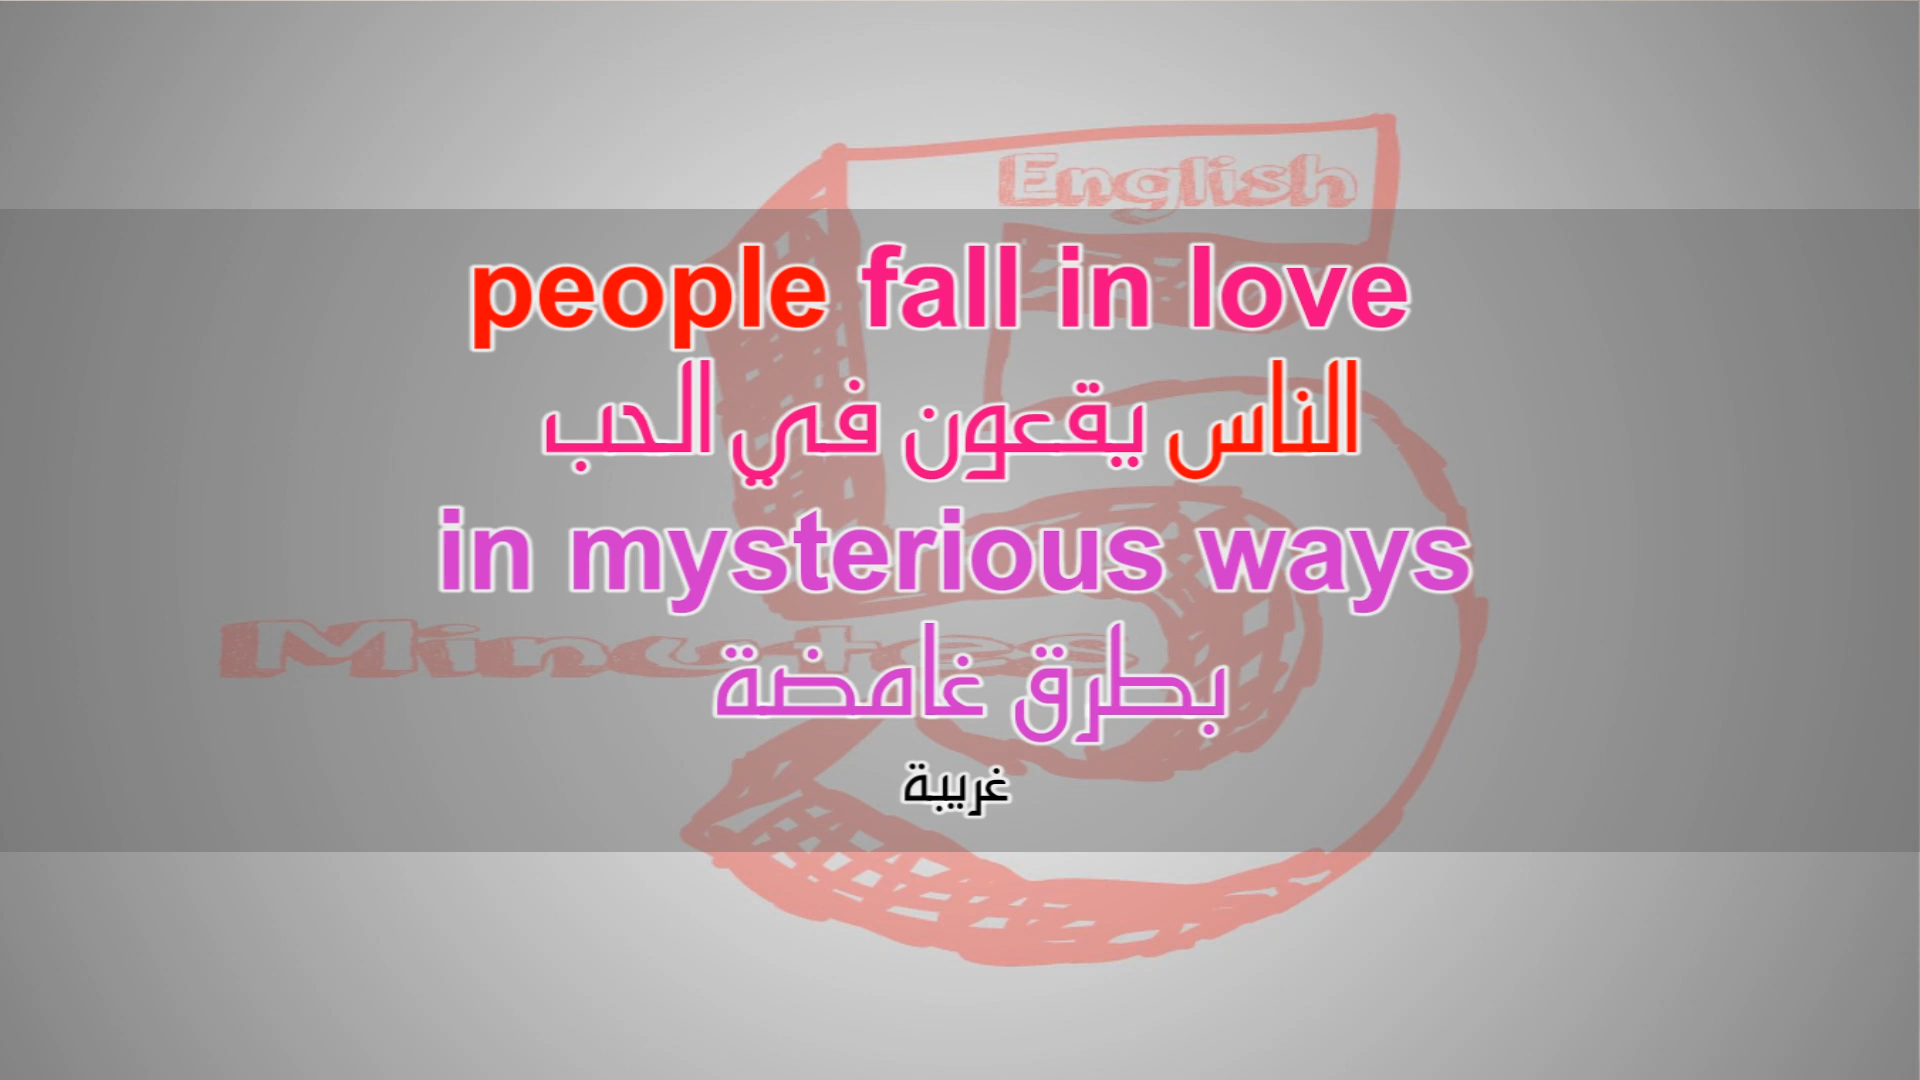 English
people fall in love
الناس يقعون في الحب
in mysterious ways
Minutes
بطرق غامضة
غريبة